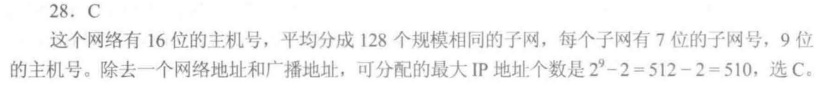 28．C
这个网络有 16 位的主机号，平均分成 128 个规模相同的子网，每个子网有 7 位的子网号，9 位
的主机号。除去一个网络地址和广播地址，可分配的最大 IP 地址个数是 2⁹－2＝512－2＝510，选 C。